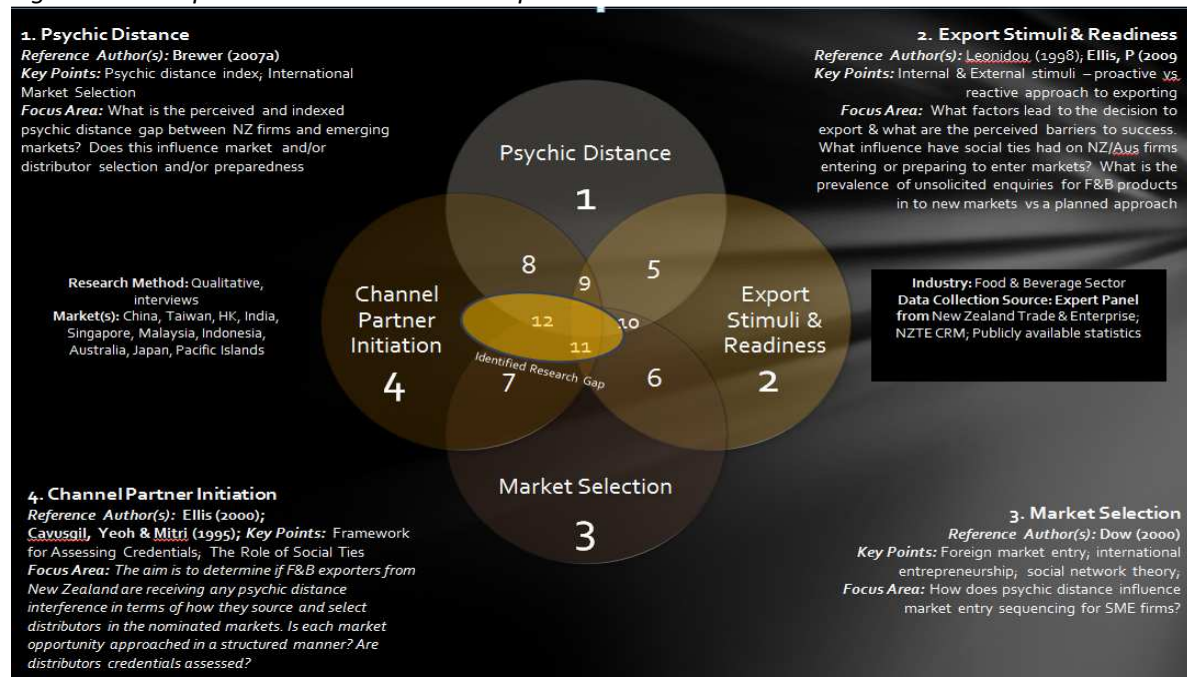 1. Psychic Distance
Reference Author(s): Brewer (2007a)
Key Points: Psychic distance index; International
Market Selection
Focus Area: What is the perceived and indexed
psychic distance gap between NZ firms and emerging
markets? Does this influence market and/or
distributor selection and/or preparedness
2. Export Stimuli & Readiness
Reference Author(s): Leonidou (1998); Ellis, P (2009
Key Points: Internal & External stimuli – proactive vs
reactive approach to exporting
Focus Area: What factors lead to the decision to
export & what are the perceived barriers to success.
What influence have social ties had on NZ/Aus firms
entering or preparing to enter markets? What is the
prevalence of unsolicited enquiries for F&B products
in to new markets vs a planned approach
Psychic Distance
1
8
9
5
Research Method: Qualitative,
interviews
Market(s): China, Taiwan, HK, India,
Singapore, Malaysia, Indonesia,
Australia, Japan, Pacific Islands
Channel
Partner
Initiation
4
12
10
11
Identified Research Gap
7
6
Export
Stimuli &
Readiness
2
Industry: Food & Beverage Sector
Data Collection Source: Expert Panel
from New Zealand Trade & Enterprise;
NZTE CRM; Publicly available statistics
Market Selection
3
4. Channel Partner Initiation
Reference Author(s): Ellis (2000);
Cavusgil, Yeoh & Mitri (1995); Key Points: Framework
for Assessing Credentials; The Role of Social Ties
Focus Area: The aim is to determine if F&B exporters from
New Zealand are receiving any psychic distance
interference in terms of how they source and select
distributors in the nominated markets. Is each market
opportunity approached in a structured manner? Are
distributors credentials assessed?
3. Market Selection
Reference Author(s): Dow (2000)
Key Points: Foreign market entry; international
entrepreneurship; social network theory;
Focus Area: How does psychic distance influence
market entry sequencing for SME firms?